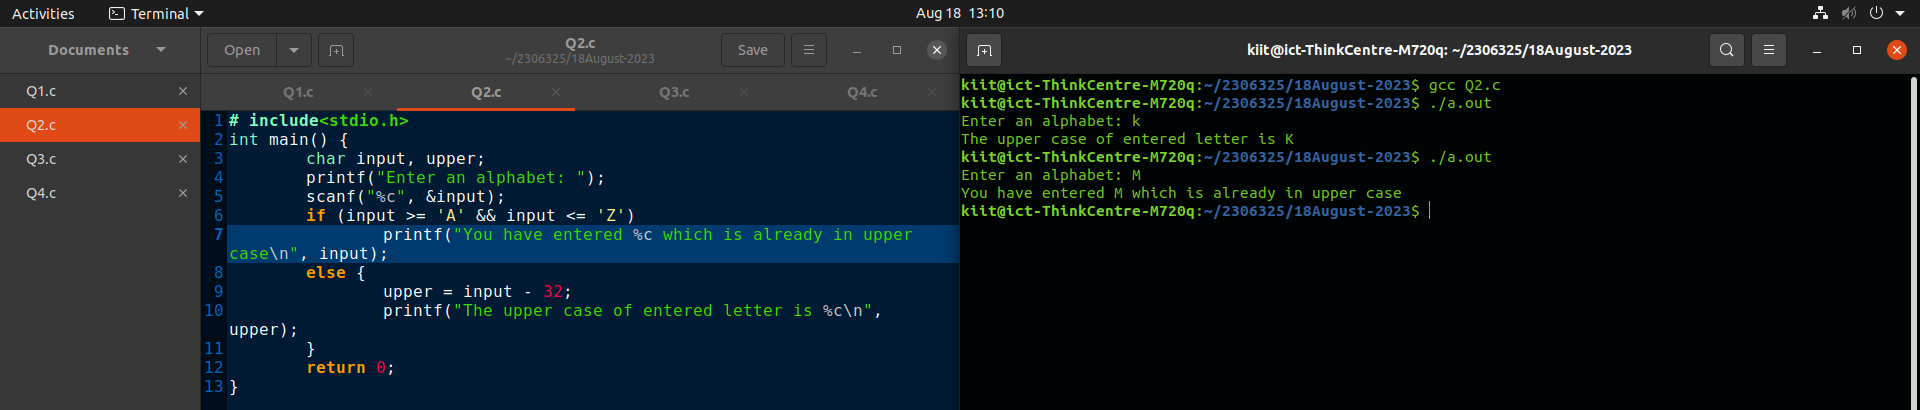 Activities Terminal Aug 18 13:10
Documents
Q1.c
Q2.c
Q3.c
Q4.c
Open Q2.c Save
~/2306325/18August-2023
Q1.c Q2.c Q3.c Q4.c
1 # include<stdio.h>
2 int main() {
3 char input, upper;
4 printf("Enter an alphabet: ");
5 scanf("%c", &input);
6 if (input >= 'A' && input <= 'Z')
7 printf("You have entered %c which is already in upper
case\n", input);
8 else {
9 upper = input - 32;
10 printf("The upper case of entered letter is %c\n",
upper);
11 }
12 return 0;
13 }
kiit@ict-ThinkCentre-M720q: ~/2306325/18August-2023
kiit@ict-ThinkCentre-M720q:~/2306325/18August-2023$ gcc Q2.c
kiit@ict-ThinkCentre-M720q:~/2306325/18August-2023$ ./a.out
Enter an alphabet: k
The upper case of entered letter is K
kiit@ict-ThinkCentre-M720q:~/2306325/18August-2023$ ./a.out
Enter an alphabet: M
You have entered M which is already in upper case
kiit@ict-ThinkCentre-M720q:~/2306325/18August-2023$